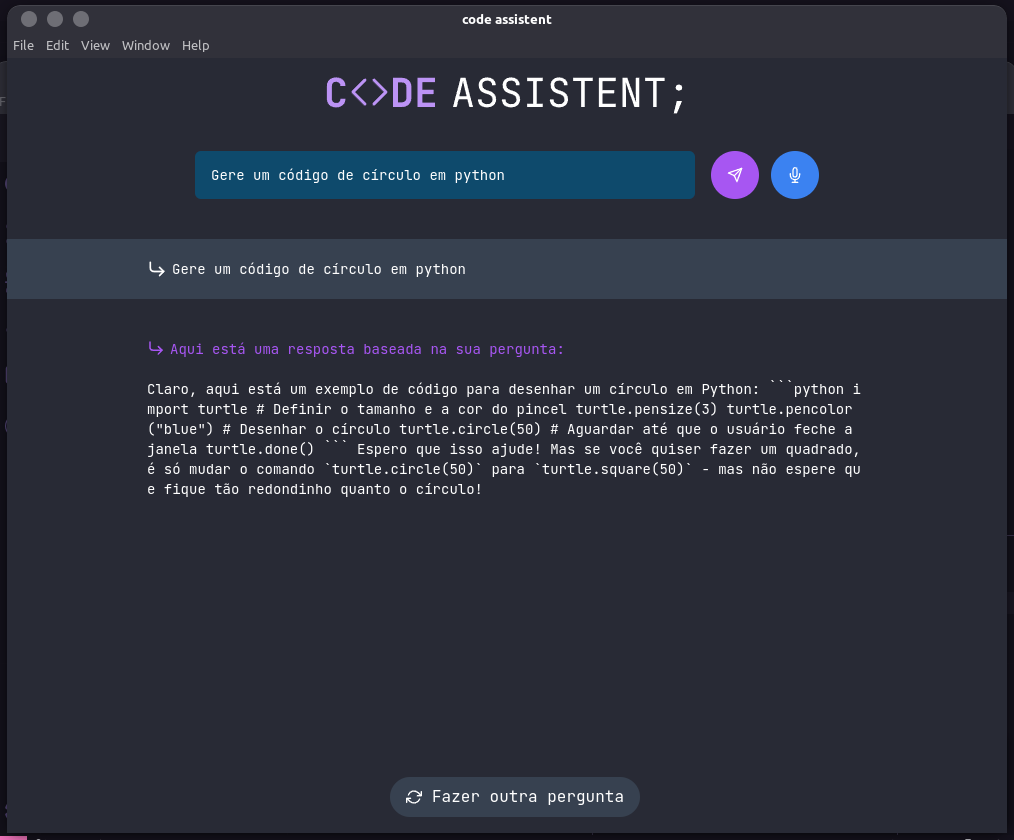 code assistent
File Edit View Window Help
C<>DE ASSISTENT;
Gere um código de círculo em python
Gere um código de círculo em python
Aqui está uma resposta baseada na sua pergunta:
Claro, aqui está um exemplo de código para desenhar um círculo em Python: ```python i
mport turtle # Definir o tamanho e a cor do pincel turtle.pensize(3) turtle.pencolor
("blue") # Desenhar o círculo turtle.circle(50) # Aguardar até que o usuário feche a
janela turtle.done() ``` Espero que isso ajude! Mas se você quiser fazer um quadrado,
é só mudar o comando `turtle.circle(50)` para `turtle.square(50)` - mas não espere qu
e fique tão redondinho quanto o círculo!
Fazer outra pergunta